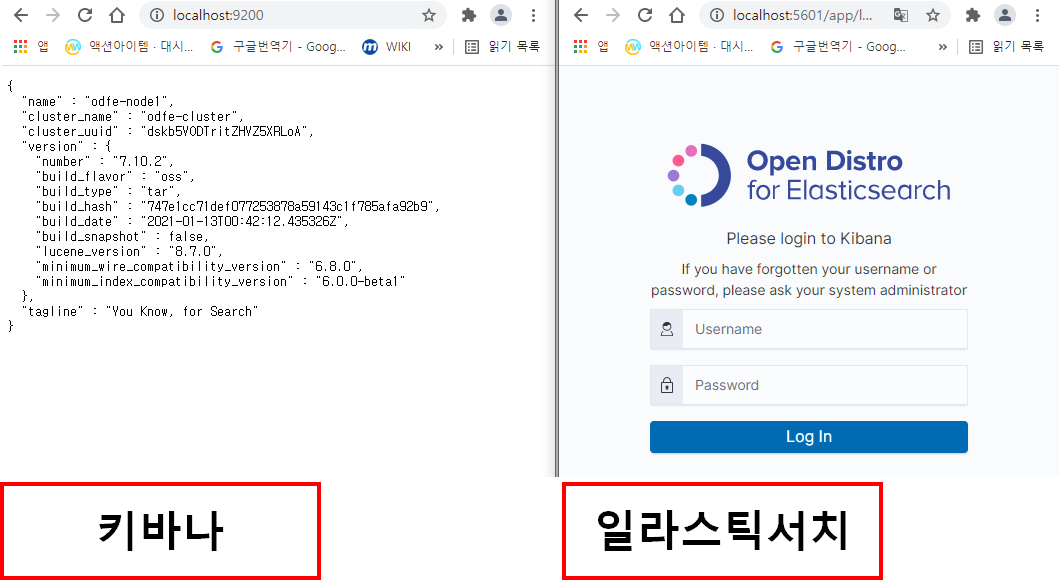 localhost:9200
앱 액션아이템 · 대시... 구글번역기 - Goog... WIKI » 읽기 목록
{
"name" : "odfe-node1",
"cluster_name" : "odfe-cluster",
"cluster_uuid" : "dskb5YODTritZHVZ5XRLoA",
"version" : {
"number" : "7.10.2",
"build_flavor" : "oss",
"build_type" : "tar",
"build_hash" : "747e1cc71def077253878a59143c1f785afa92b9",
"build_date" : "2021-01-13T00:42:12.435326Z",
"build_snapshot" : false,
"lucene_version" : "8.7.0",
"minimum_wire_compatibility_version" : "6.8.0",
"minimum_index_compatibility_version" : "6.0.0-beta1"
},
"tagline" : "You Know, for Search"
}
키바나
localhost:5601/app/l...
앱 액션아이템 · 대시... 구글번역기 - Goog... » 읽기 목록
Open Distro
for Elasticsearch
Please login to Kibana
If you have forgotten your username or
password, please ask your system administrator
Username
Password
Log In
일라스틱서치